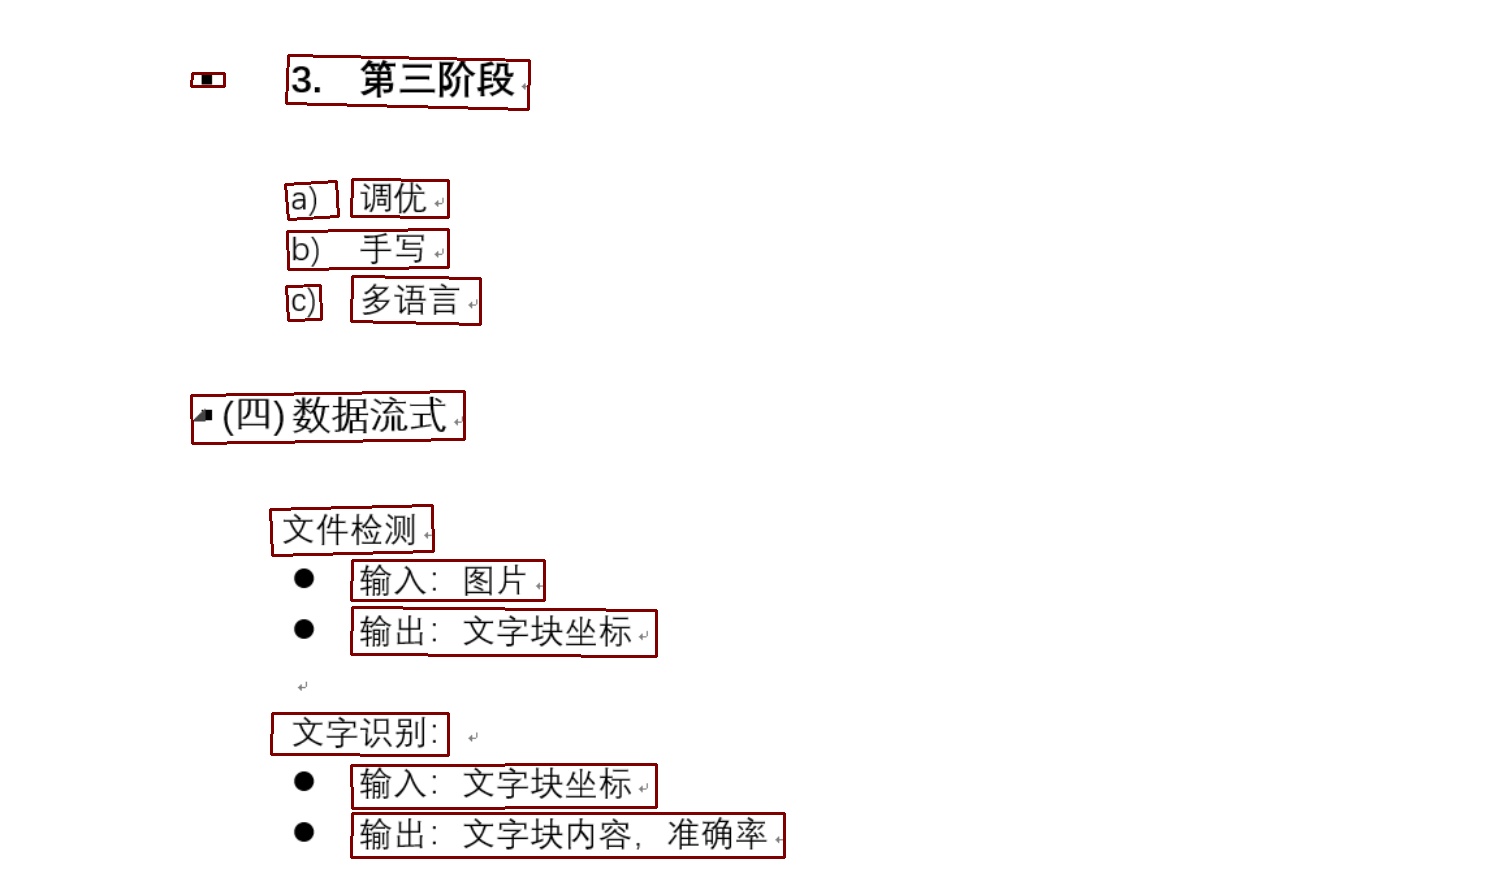 3. 第三阶段
a) 调优
b) 手写
c) 多语言
(四)数据流式
文件检测
● 输入：图片
● 输出：文字块坐标
文字识别：
● 输入：文字块坐标
● 输出：文字块内容，准确率